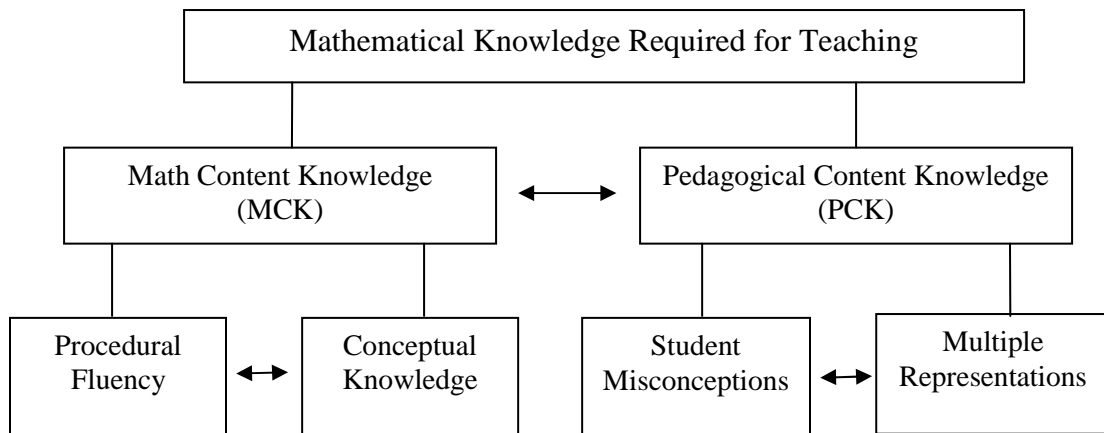 Mathematical Knowledge Required for Teaching
Math Content Knowledge
(MCK)
Pedagogical Content Knowledge
(PCK)
Procedural
Fluency
Conceptual
Knowledge
Student
Misconceptions
Multiple
Representations